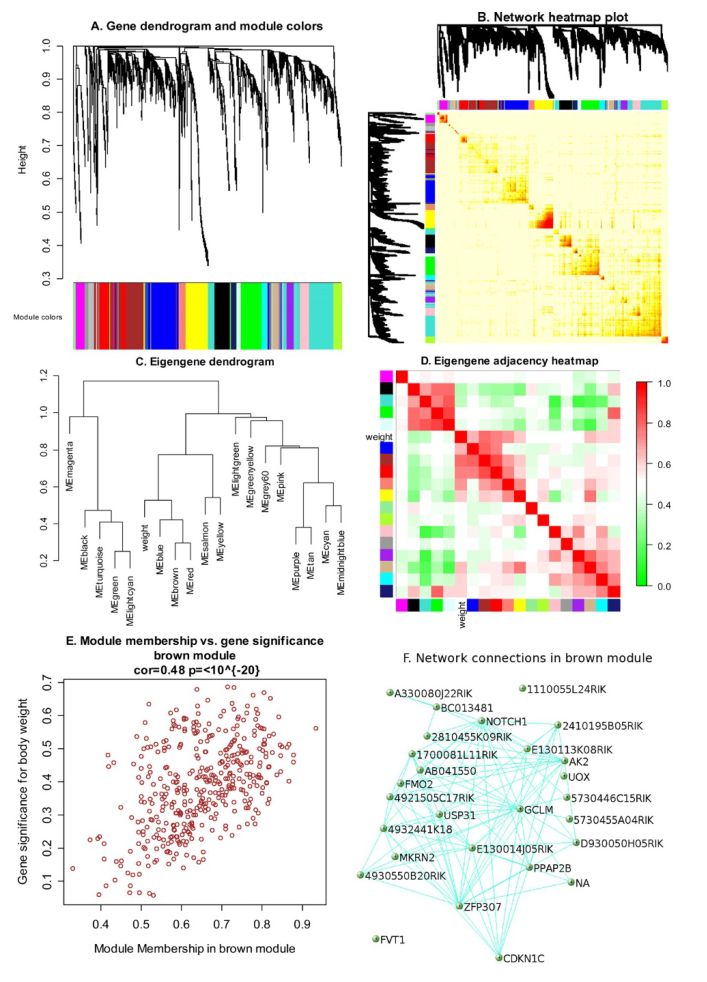 A. Gene dendrogram and module colors
Height
1.0
0.9
0.8
0.7
0.6
0.5
0.4
0.3
Module colors
B. Network heatmap plot
C. Eigengene dendrogram
1.2
1.0
0.8
0.6
0.4
0.2
MEmagenta
MEblack
MEturquoise
MEgreen
MElightcyan
weight
MEblue
MEbrown
MEred
MEsalmon
MEyellow
MElightgreen
MEgreenyellow
MEgrey60
MEpink
MEpurple
MEtan
MEcyan
MEmidnightblue
D. Eigengene adjacency heatmap
weight
weight
1.0
0.8
0.6
0.4
0.2
0.0
E. Module membership vs. gene significance
brown module
cor=0.48 p=<10^{-20}
Gene significance for body weight
0.7
0.6
0.5
0.4
0.3
0.2
0.1
0.4 0.5 0.6 0.7 0.8 0.9
Module Membership in brown module
F. Network connections in brown module
A330080J22RIK
1110055L24RIK
BC013481
NOTCH1
2410195B05RIK
2810455K09RIK
E130113K08RIK
1700081L11RIK
AK2
AB041550
UOX
FMO2
4921505C17RIK
5730446C15RIK
GCLM
USP31
5730455A04RIK
4932441K18
D930050H05RIK
E130014J05RIK
MKRN2
PPAP2B
4930550B20RIK
NA
ZFP307
FVT1
CDKN1C